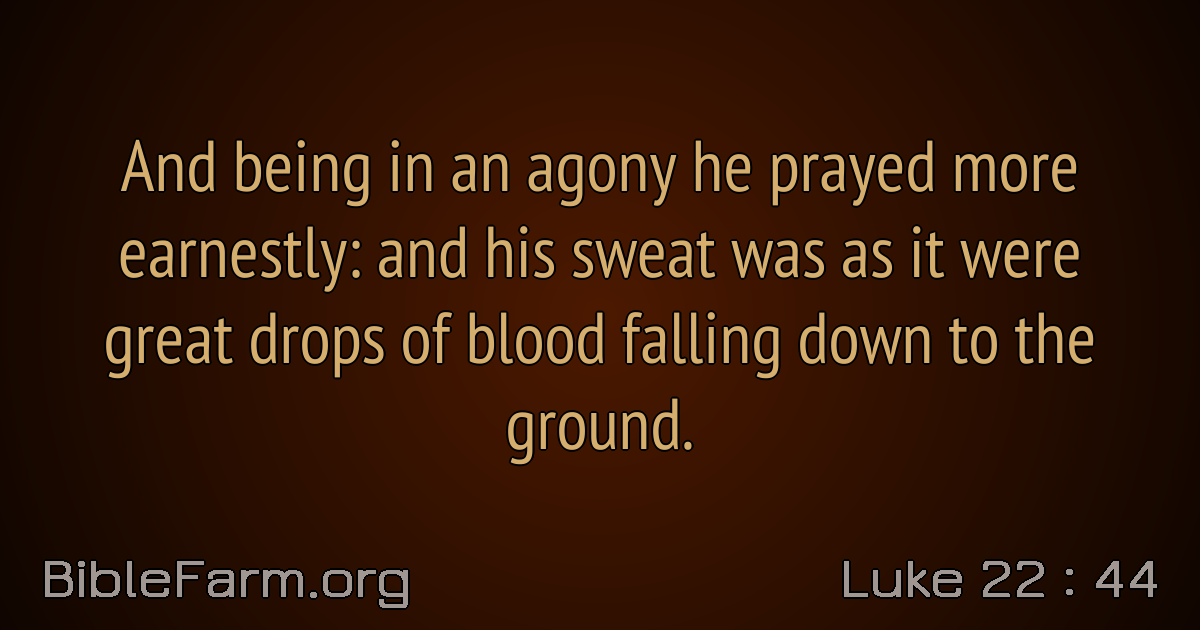 And being in an agony he prayed more
earnestly: and his sweat was as it were
great drops of blood falling down to the
ground.
BibleFarm.org
Luke 22 : 44